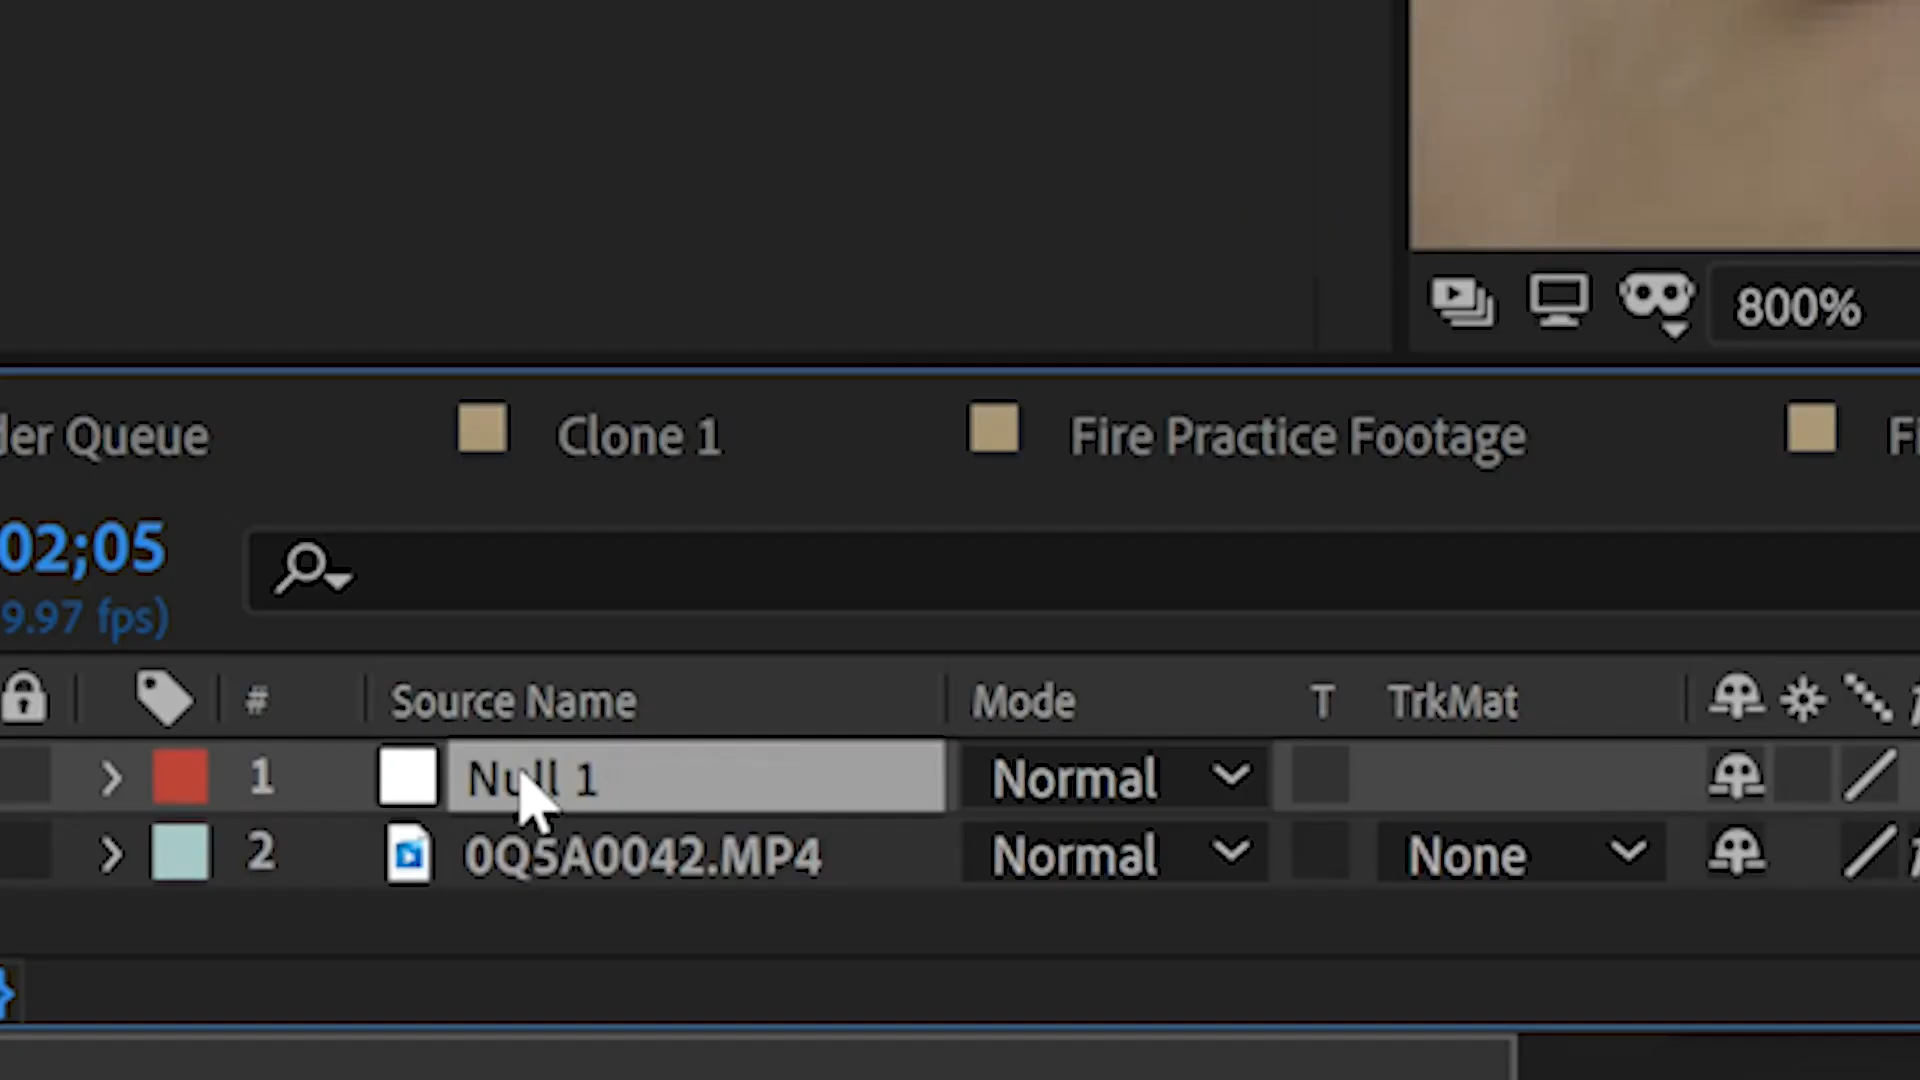 800%
der Queue Clone 1 Fire Practice Footage Fi
02;05
9.97 fps)
# Source Name Mode T TrkMat
1 Null 1 Normal
2 0Q5A0042.MP4 Normal None